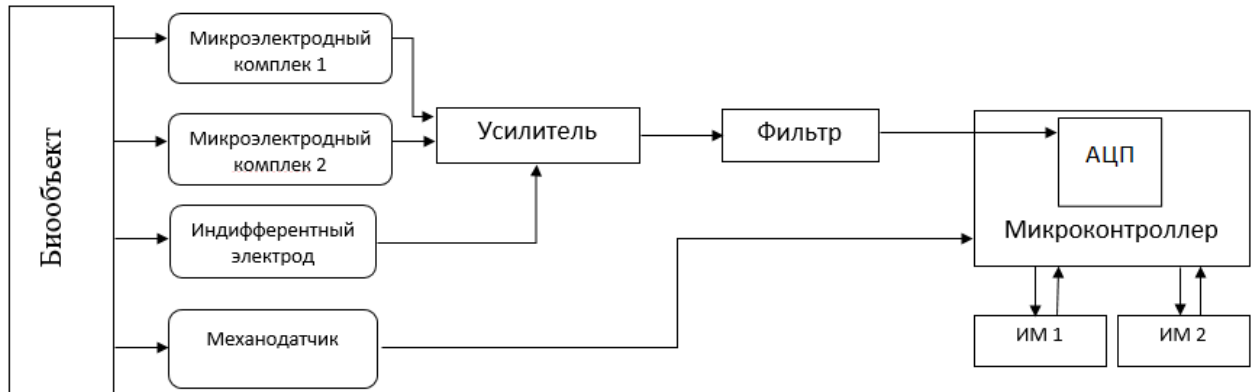 Биообъект
Микроэлектродный
комплек 1
Микроэлектродный
комплек 2
Индифферентный
электрод
Механодатчик
Усилитель
Фильтр
АЦП
Микроконтроллер
ИМ 1
ИМ 2